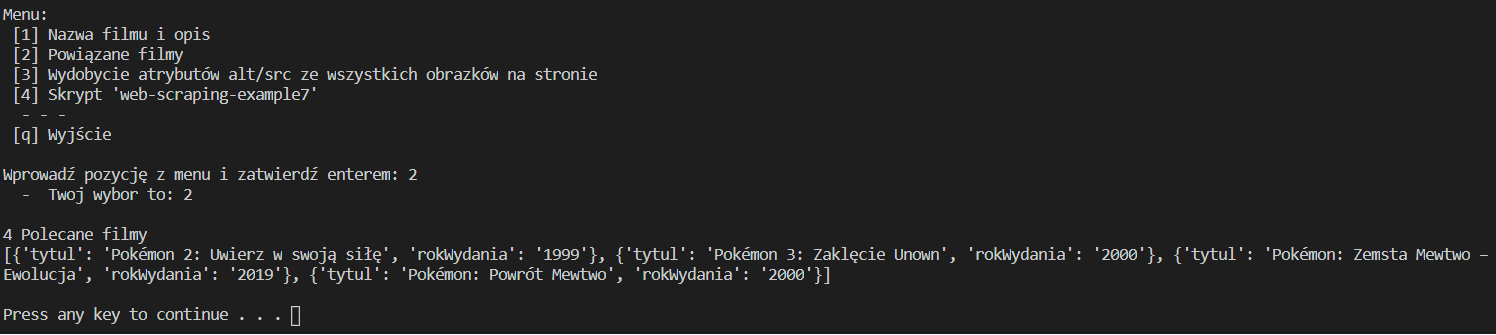 Menu:
[1] Nazwa filmu i opis
[2] Powiązane filmy
[3] Wydobycie atrybutów alt/src ze wszystkich obrazków na stronie
[4] Skrypt 'web-scraping-example7'
- - -
[q] Wyjście
Wprowadź pozycję z menu i zatwierdź enterem: 2
-  Twoj wybor to: 2
4 Polecane filmy
[{'tytul': 'Pokémon 2: Uwierz w swoją siłę', 'rokWydania': '1999'}, {'tytul': 'Pokémon 3: Zaklęcie Unown', 'rokWydania': '2000'}, {'tytul': 'Pokémon: Zemsta Mewtwo –
Ewolucja', 'rokWydania': '2019'}, {'tytul': 'Pokémon: Powrót Mewtwo', 'rokWydania': '2000'}]
Press any key to continue . . .